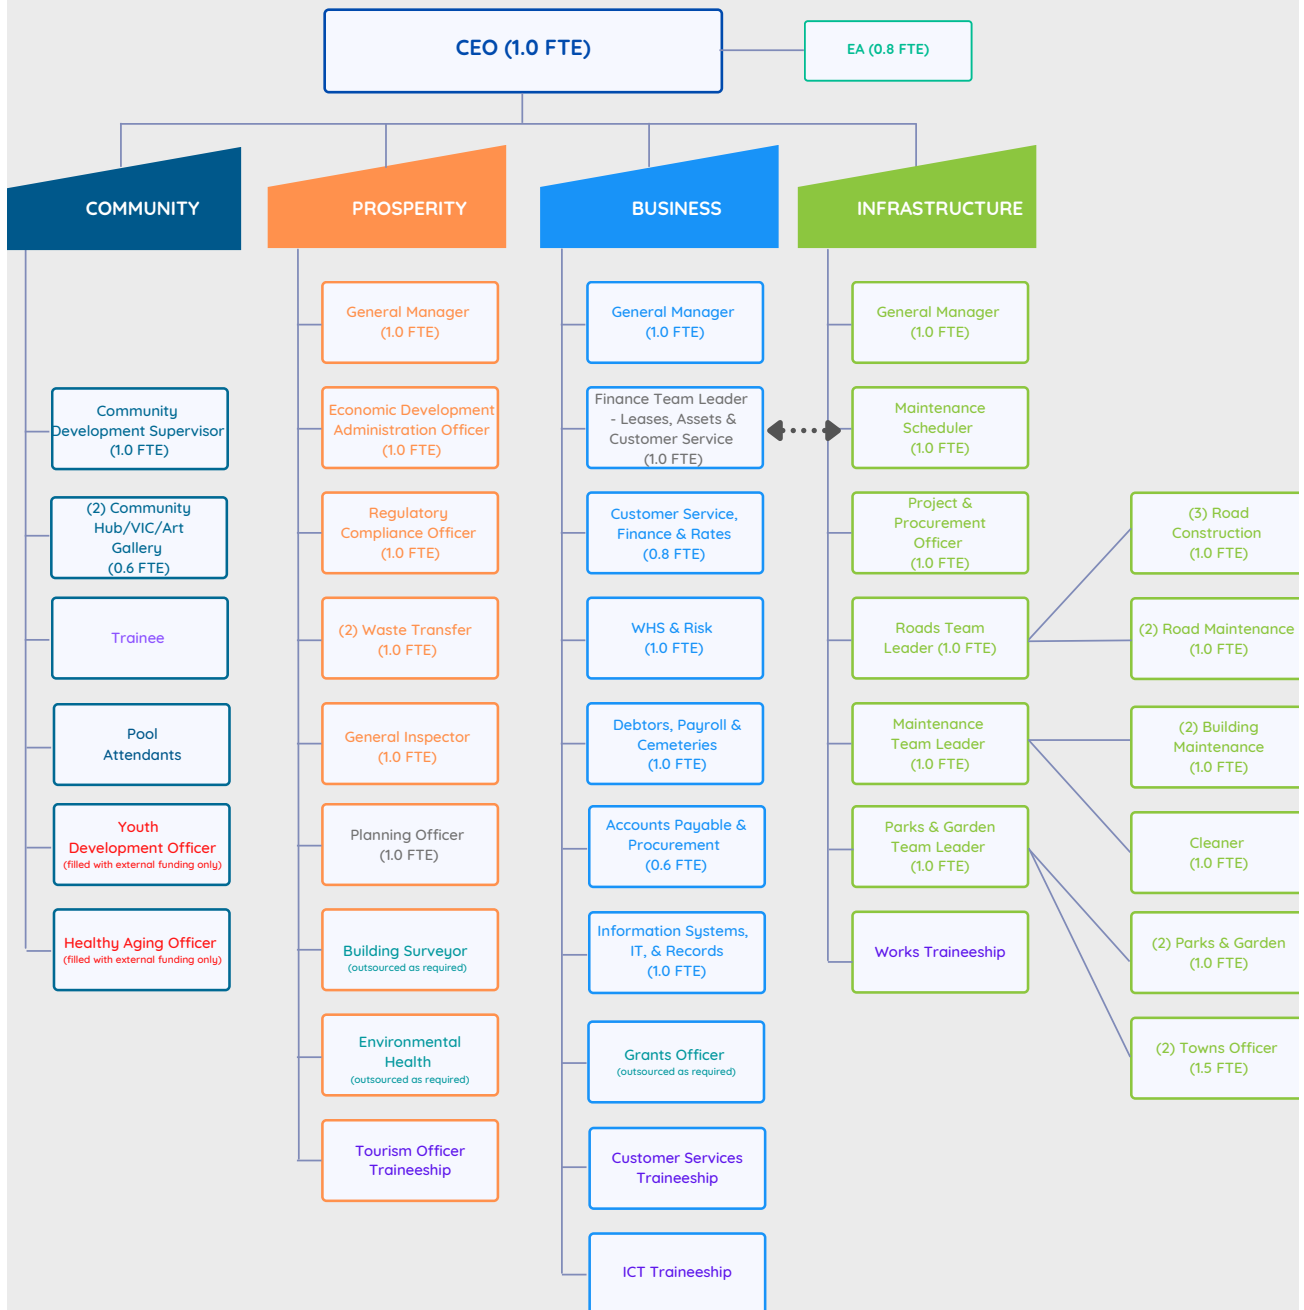 CEO (1.0 FTE)
EA (0.8 FTE)
COMMUNITY
Community
Development Supervisor
(1.0 FTE)
(2) Community
Hub/VIC/Art
Gallery
(0.6 FTE)
Trainee
Pool
Attendants
Youth
Development Officer
(filled with external funding only)
Healthy Aging Officer
(filled with external funding only)
PROSPERITY
General Manager
(1.0 FTE)
Economic Development
Administration Officer
(1.0 FTE)
Regulatory
Compliance Officer
(1.0 FTE)
(2) Waste Transfer
(1.0 FTE)
General Inspector
(1.0 FTE)
Planning Officer
(1.0 FTE)
Building Surveyor
(outsourced as required)
Environmental
Health
(outsourced as required)
Tourism Officer
Traineeship
BUSINESS
General Manager
(1.0 FTE)
Finance Team Leader
- Leases, Assets &
Customer Service
(1.0 FTE)
Customer Service,
Finance & Rates
(0.8 FTE)
WHS & Risk
(1.0 FTE)
Debtors, Payroll &
Cemeteries
(1.0 FTE)
Accounts Payable &
Procurement
(0.6 FTE)
Information Systems,
IT, & Records
(1.0 FTE)
Grants Officer
(outsourced as required)
Customer Services
Traineeship
ICT Traineeship
INFRASTRUCTURE
General Manager
(1.0 FTE)
Maintenance
Scheduler
(1.0 FTE)
Project &
Procurement
Officer
(1.0 FTE)
Roads Team
Leader (1.0 FTE)
Maintenance
Team Leader
(1.0 FTE)
Parks & Garden
Team Leader
(1.0 FTE)
Works Traineeship
(3) Road
Construction
(1.0 FTE)
(2) Road Maintenance
(1.0 FTE)
(2) Building
Maintenance
(1.0 FTE)
Cleaner
(1.0 FTE)
(2) Parks & Garden
(1.0 FTE)
(2) Towns Officer
(1.5 FTE)